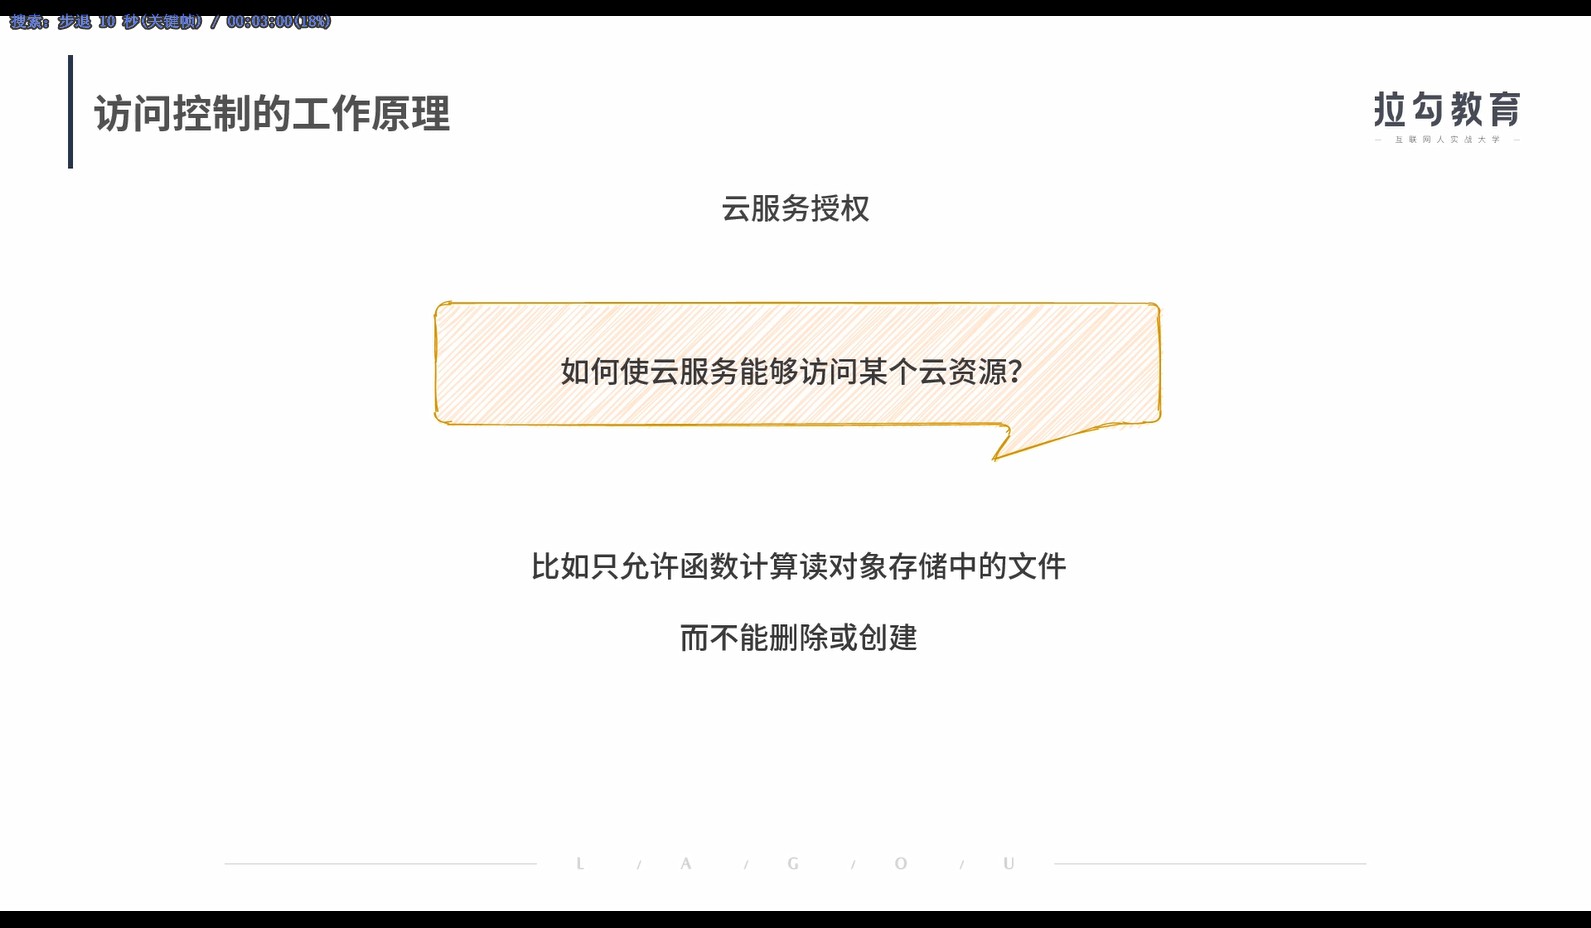 搜索: 步退 10 秒(关键帧) / 00:03:00(18%)
访问控制的工作原理
拉勾教育
互联网人实战大学
云服务授权
如何使云服务能够访问某个云资源?
比如只允许函数计算读对象存储中的文件
而不能删除或创建
L / A / G / O / U